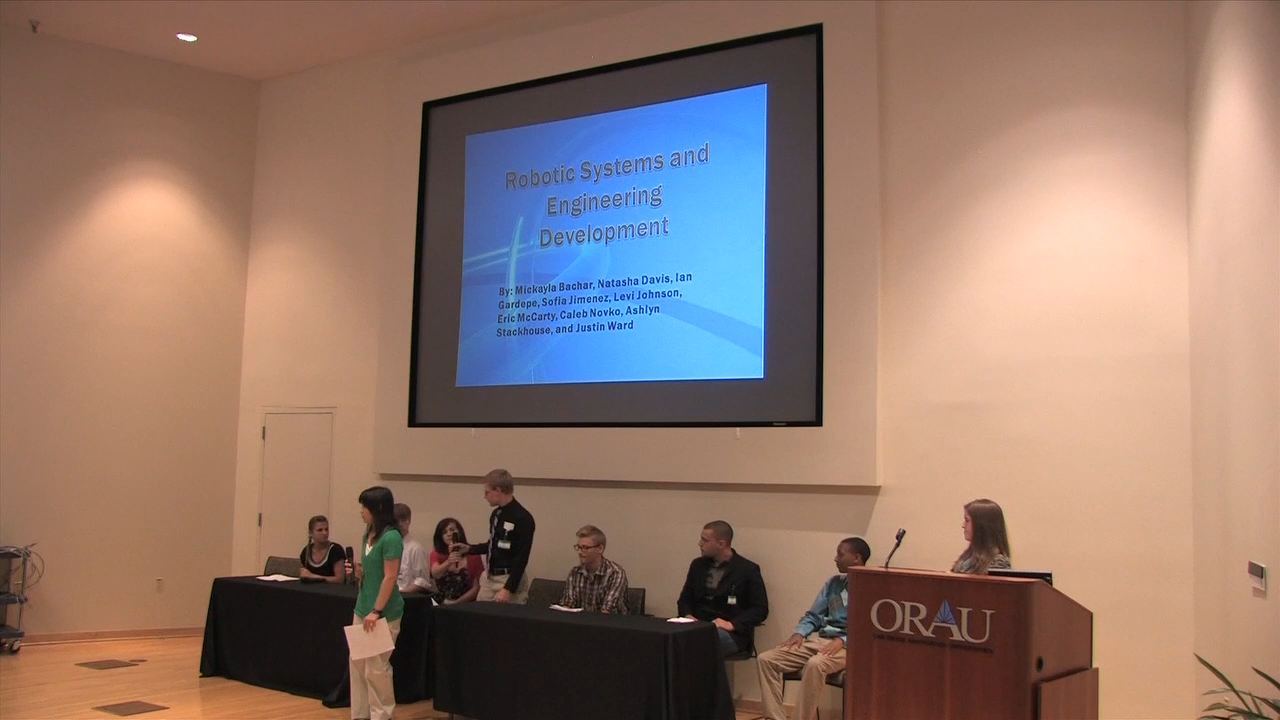 Robotic Systems and
Engineering
Development
By: Mickayla Bachar, Natasha Davis, Ian
Gardepe, Sofia Jimenez, Levi Johnson,
Eric McCarty, Caleb Novko, Ashlyn
Stackhouse, and Justin Ward
ORAU